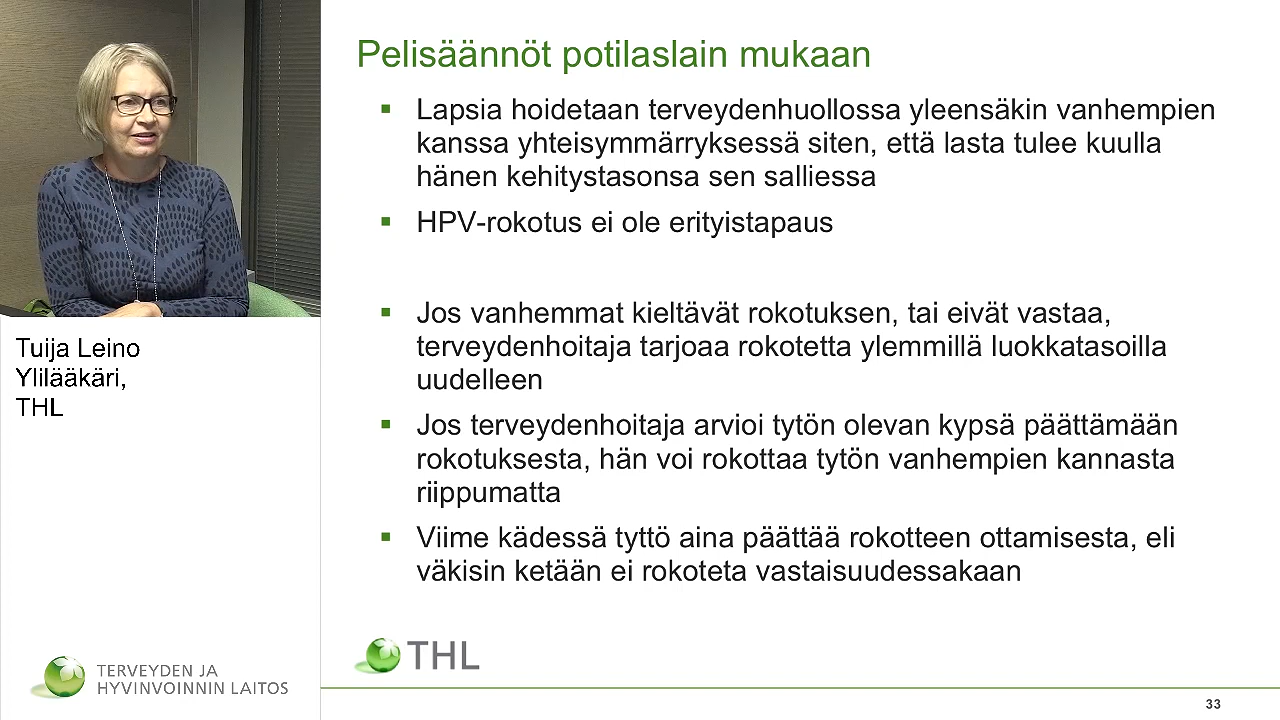 Pelisäännöt potilaslain mukaan
Lapsia hoidetaan terveydenhuollossa yleensäkin vanhempien
kanssa yhteisymmärryksessä siten, että lasta tulee kuulla
hänen kehitystasonsa sen salliessa
HPV-rokotus ei ole erityistapaus
Jos vanhemmat kieltävät rokotuksen, tai eivät vastaa,
terveydenhoitaja tarjoaa rokotetta ylemmillä luokkatasoilla
uudelleen
Jos terveydenhoitaja arvioi tytön olevan kypsä päättämään
rokotuksesta, hän voi rokottaa tytön vanhempien kannasta
riippumatta
Viime kädessä tyttö aina päättää rokotteen ottamisesta, eli
väkisin ketään ei rokoteta vastaisuudessakaan
Tuija Leino
Ylilääkäri,
THL
TERVEYDEN JA
HYVINVOINNIN LAITOS
THL
33